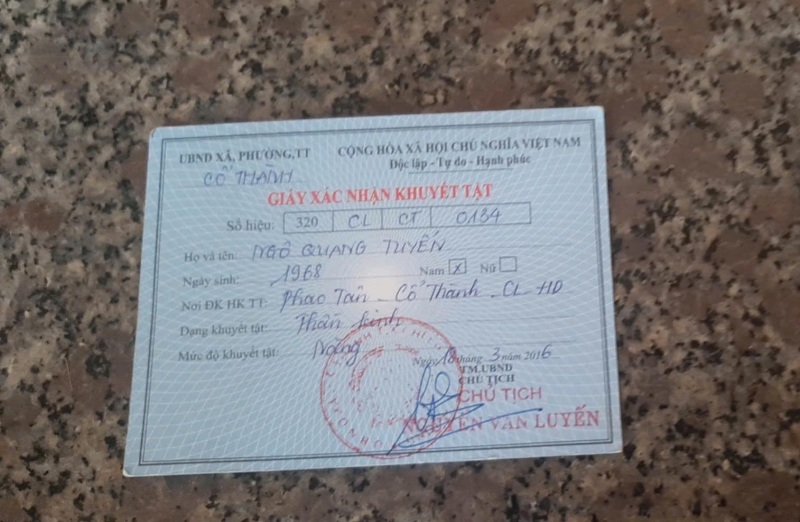 UBND XÃ, PHƯỜNG, TT
CỔ THÀNH
CỘNG HÒA XÃ HỘI CHỦ NGHĨA VIỆT NAM
Độc lập - Tự do - Hạnh phúc
GIẤY XÁC NHẬN KHUYẾT TẬT
Số hiệu: 320 CL CT 0134
Họ và tên: NGÔ QUANG TUYẾN
Ngày sinh: 1968 Nam X Nữ
Nơi ĐK HK TT: Phao Tân - Cổ Thành - CL - HD
Dạng khuyết tật: Thần kinh
Mức độ khuyết tật: Nặng
Ngày 18 tháng 3 năm 2016
TM.UBND
CHỦ TỊCH
CHỦ TỊCH
NGUYỄN VĂN LUYẾN